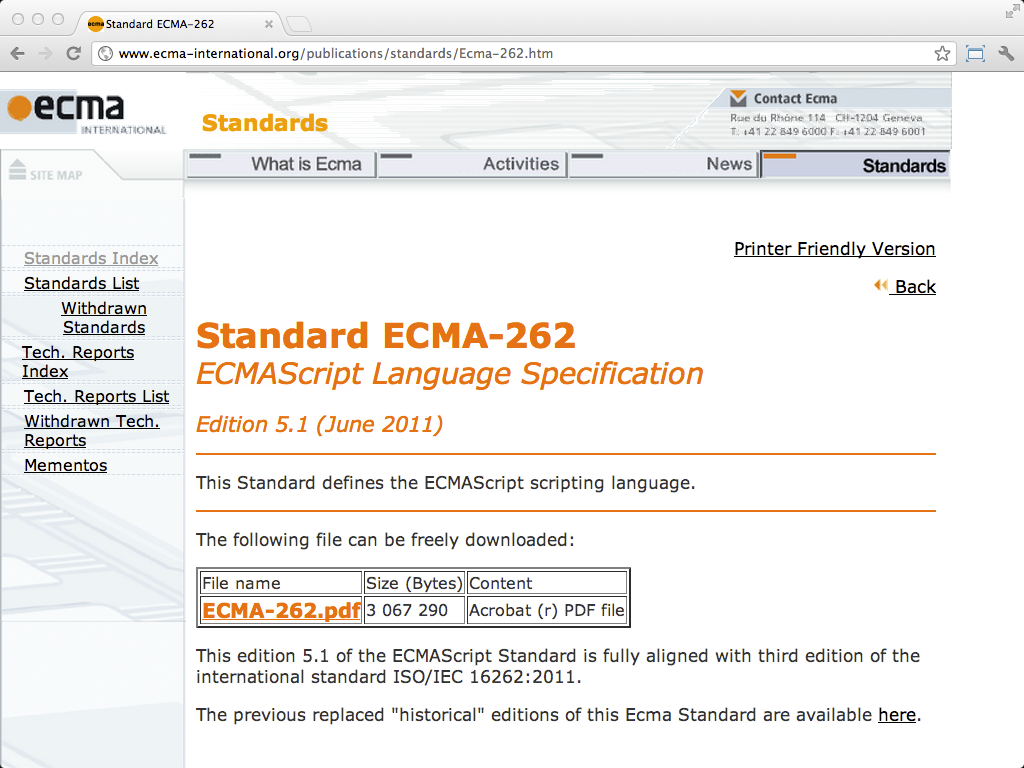 Standard ECMA-262
www.ecma-international.org/publications/standards/Ecma-262.htm
ecma
INTERNATIONAL
Standards
Contact Ecma
Rue du Rhône 114 CH-1204 Geneva
T: +41 22 849 6000 F: +41 22 849 6001
SITE MAP
What is Ecma
Activities
News
Standards
Standards Index
Standards List
Withdrawn
Standards
Tech. Reports
Index
Tech. Reports List
Withdrawn Tech.
Reports
Mementos
Printer Friendly Version
Back
Standard ECMA-262
ECMAScript Language Specification
Edition 5.1 (June 2011)
This Standard defines the ECMAScript scripting language.
The following file can be freely downloaded:
File name Size (Bytes) Content
ECMA-262.pdf 3 067 290 Acrobat (r) PDF file
This edition 5.1 of the ECMAScript Standard is fully aligned with third edition of the
international standard ISO/IEC 16262:2011.
The previous replaced "historical" editions of this Ecma Standard are available here.